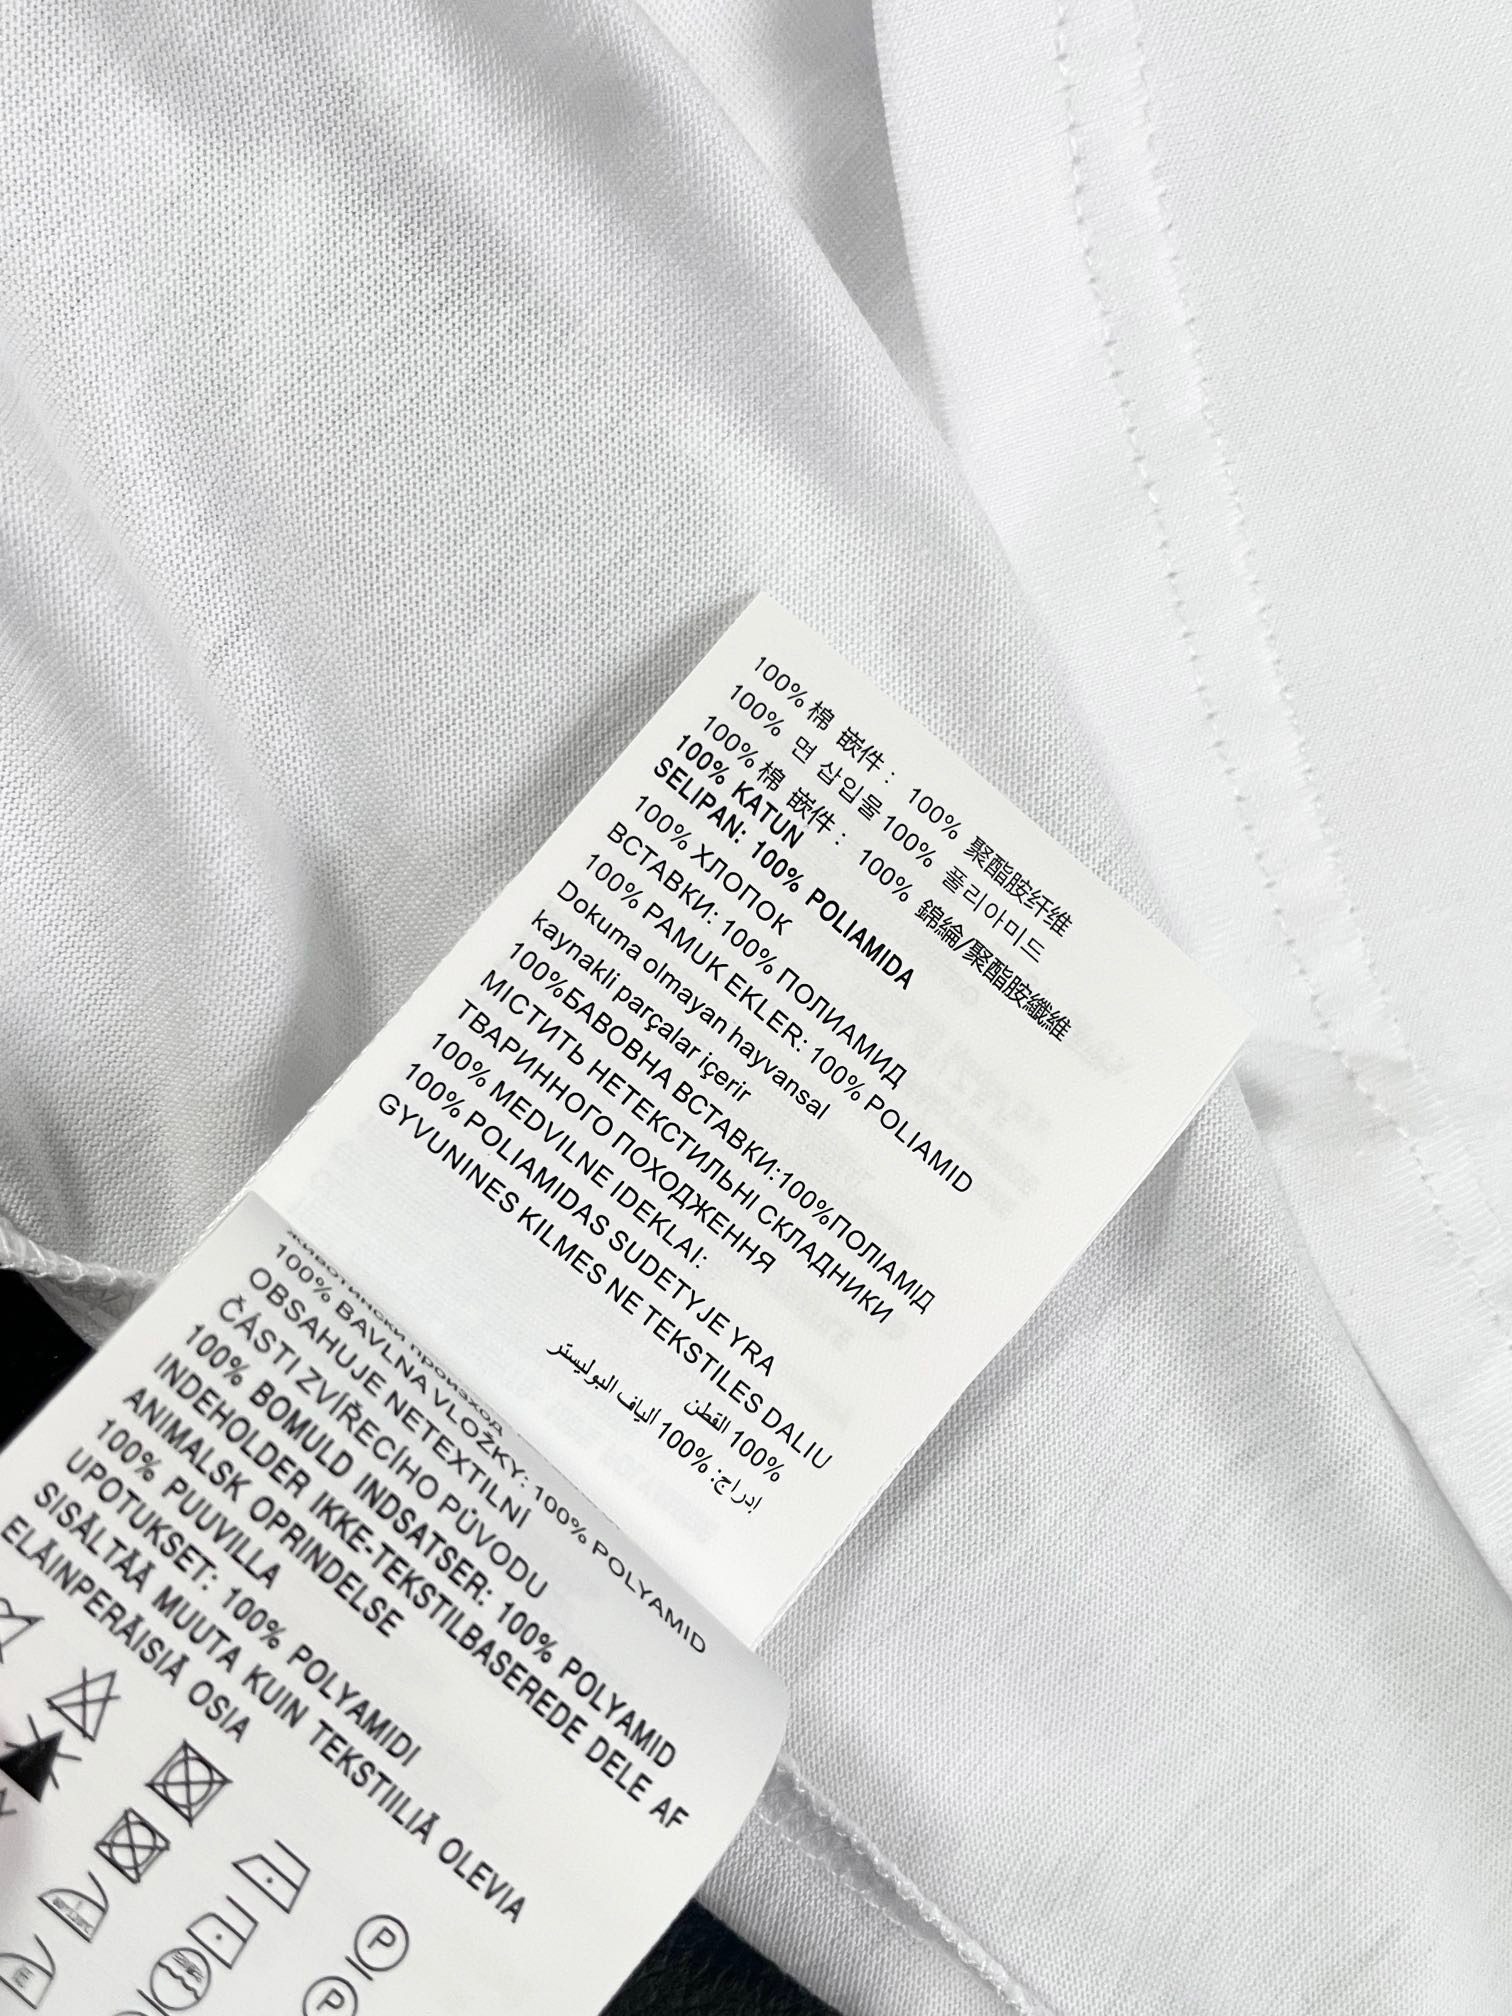 100% 棉 嵌件： 100% 聚酯胺纤维
100% 면 삽입물 100% 폴리아미드
100% 棉 嵌件： 100% 錦綸/聚酯胺纖維
100% KATUN
SELIPAN: 100% POLIAMIDA
100% ХЛОПОК
ВСТАВКИ: 100% ПОЛИАМИД
100% PAMUK EKLER: 100% POLIAMID
Dokuma olmayan hayvansal
kaynakli parçalar içerir
100%БАВОВНА ВСТАВКИ:100%ПОЛІАМІД
МІСТИТЬ НЕТЕКСТИЛЬНІ СКЛАДНИКИ
ТВАРИННОГО ПОХОДЖЕННЯ
100% MEDVILNE IDEKLAI:
100% POLIAMIDAS SUDETYJE YRA
GYVUNINES KILMES NE TEKSTILES DALIU
100% القطن
إدراج: 100% الياف البوليستر
животински произход
100% BAVLNA VLOŽKY: 100% POLYAMID
OBSAHUJE NETEXTILNÍ
ČÁSTI ZVÍŘECÍHO PŮVODU
100% BOMULD INDSATSER: 100% POLYAMID
INDEHOLDER IKKE-TEKSTILBASEREDE DELE AF
ANIMALSK OPRINDELSE
100% PUUVILLA
UPOTUKSET: 100% POLYAMIDI
SISÄLTÄÄ MUUTA KUIN TEKSTIILIÄ OLEVIA
ELÄINPERÄISIÄ OSIA
P
P
E